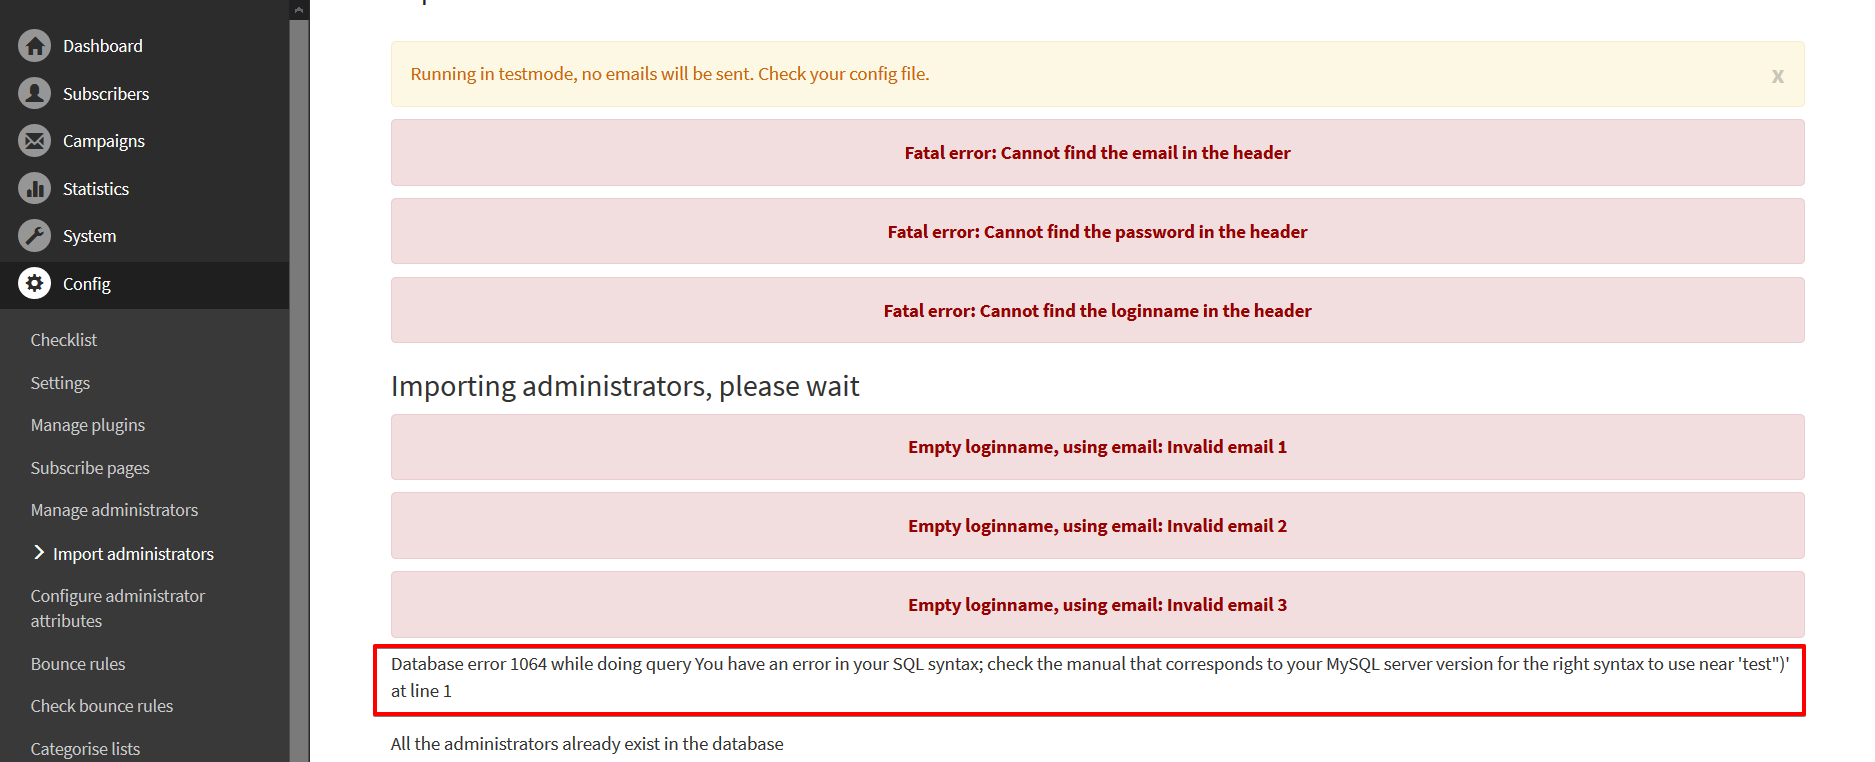 Dashboard
Subscribers
Campaigns
Statistics
System
Config
Checklist
Settings
Manage plugins
Subscribe pages
Manage administrators
Import administrators
Configure administrator
attributes
Bounce rules
Check bounce rules
Categorise lists
Running in testmode, no emails will be sent. Check your config file.
x
Fatal error: Cannot find the email in the header
Fatal error: Cannot find the password in the header
Fatal error: Cannot find the loginname in the header
Importing administrators, please wait
Empty loginname, using email: Invalid email 1
Empty loginname, using email: Invalid email 2
Empty loginname, using email: Invalid email 3
Database error 1064 while doing query You have an error in your SQL syntax; check the manual that corresponds to your MySQL server version for the right syntax to use near 'test")'
at line 1
All the administrators already exist in the database